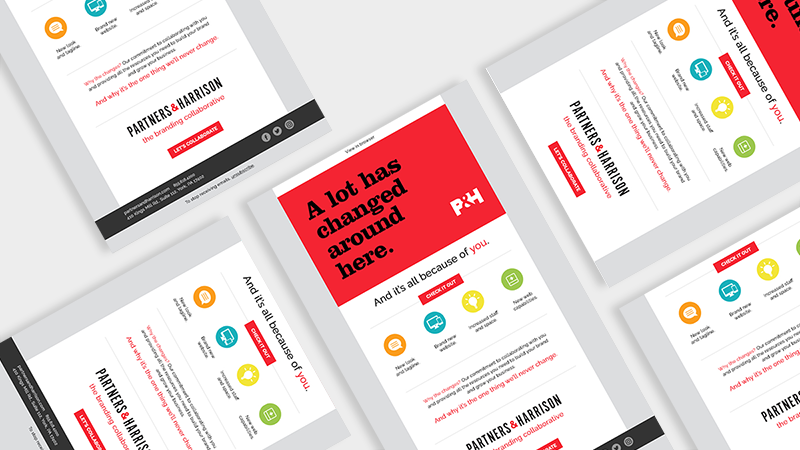 New look
and tagline.
Brand new
website.
and space.
Why the changes? Our commitment to collaborating with you
and providing all the resources you need to build your brand
and grow your business.
And why it's the one thing we'll never change.
PARTNERS&HARRISON
the branding collaborative
LET'S COLLABORATE
partnersandharrison.com
To stop receiving emails, unsubscribe.
View in browser
A lot has
changed
around
here.
P&H
And it's all because of you.
CHECK IT OUT
New look
and tagline.
Brand new
website.
Increased staff
and space.
New web
capabilities.
Why the changes? Our commitment to collaborating with you
and providing all the resources you need to build your brand
and grow your business.
And why it's the one thing we'll never change.
PARTNERS&HARRISON
the branding collaborative
around
here.
And it's all because of you.
CHECK IT OUT
New look
and tagline.
Brand new
website.
Increased staff
and space.
New web
capabilities.
Why the changes? Our commitment to collaborating with you
and providing all the resources you need to build your brand
and grow your business.
And why it's the one thing we'll never change.
PARTNERS&HARRISON
the branding collaborative
LET'S COLLABORATE
And it's all because of you.
CHECK IT OUT
New look
and tagline.
Brand new
website.
Increased staff
and space.
New web
capabilities.
Why the changes? Our commitment to collaborating with you
and providing all the resources you need to build your brand
and grow your business.
And why it's the one thing we'll never change.
PARTNERS&HARRISON
the branding collaborative
LET'S COLLABORATE
partnersandharrison.com
CHECK IT OUT
New look
and tagline.
Brand new
website.
Increased staff
and space.
Why the changes? Our commitment to collaborating
and providing all the resources you need to
and grow your business.
And why it's the one thing we'll never
PARTNERS&HA
the branding